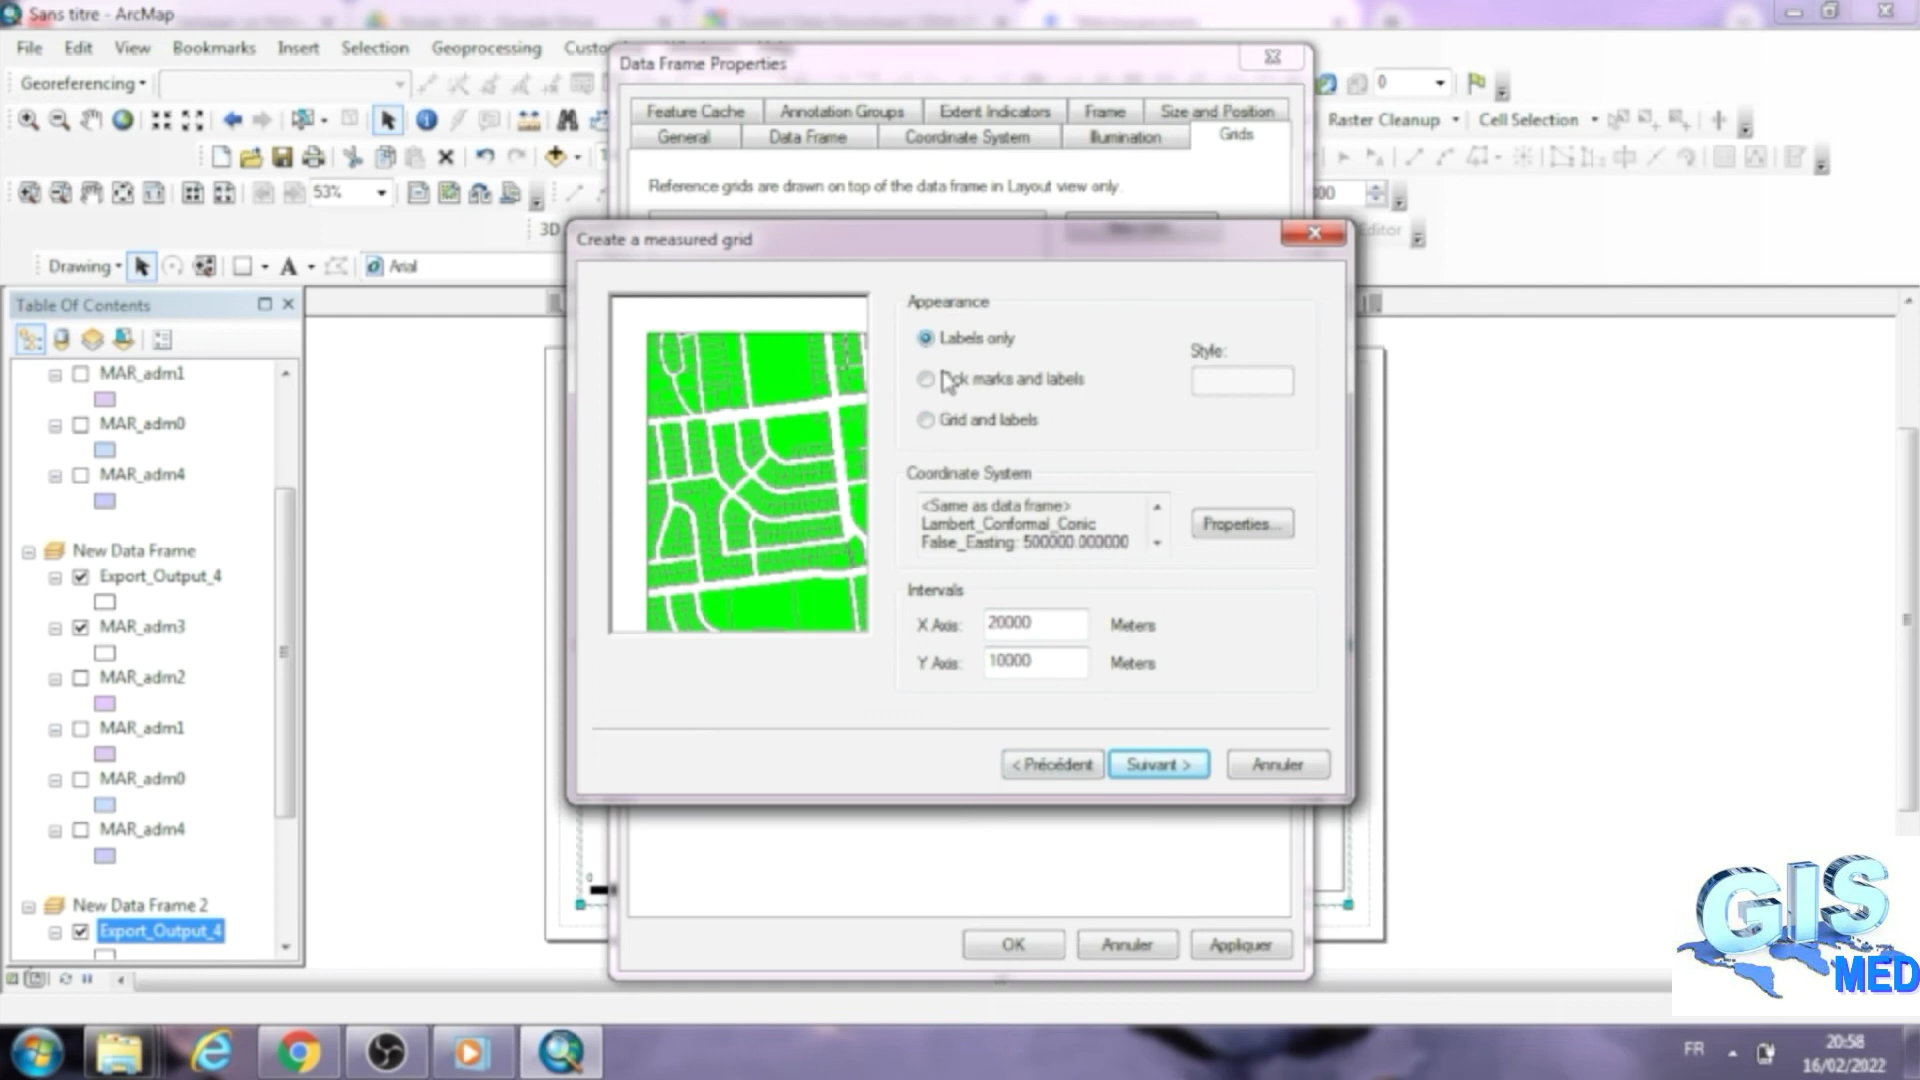 Sans titre - ArcMap
File Edit View Bookmarks Insert Selection Geoprocessing
Georeferencing
0
Raster Cleanup Cell Selection
53%
3D
Drawing A Arial
Table Of Contents
MAR_adm1
MAR_adm0
MAR_adm4
New Data Frame
Export_Output_4
MAR_adm3
MAR_adm2
MAR_adm1
MAR_adm0
MAR_adm4
New Data Frame 2
Export_Output_4
Data Frame Properties
Feature Cache Annotation Groups Extent Indicators Frame Size and Position
General Data Frame Coordinate System Illumination Grids
Reference grids are drawn on top of the data frame in Layout view only.
Create a measured grid
Appearance
Labels only
marks and labels
Grid and labels
Style:
Coordinate System
<Same as data frame>
Lambert_Conformal_Conic
False_Easting: 500000.000000
Properties...
Intervals
X Axis: 20000 Meters
Y Axis: 10000 Meters
< Précédent Suivant > Annuler
0
OK Annuler Appliquer
GIS
MED
FR
20:58
16/02/2022